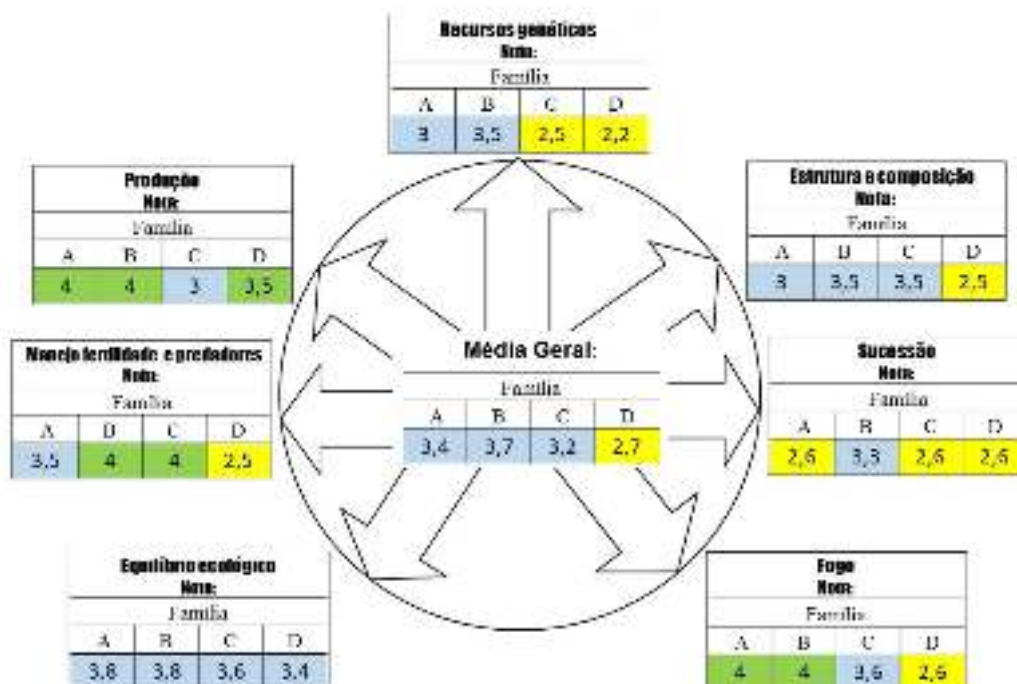 Recursos genéticos
Nota:
Família
A B C D
3 3,5 2,5 2,2
Produção
Nota:
Família
A B C D
4 4 3 3,5
Estrutura e composição
Nota:
Família
A B C D
3 3,5 3,5 2,5
Manejo fertilidade e predadores
Nota:
Família
A B C D
3,5 4 4 2,5
Média Geral:
Família
A B C D
3,4 3,7 3,2 2,7
Sucessão
Nota:
Família
A B C D
2,6 3,3 2,6 2,6
Equilíbrio ecológico
Nota:
Família
A B C D
3,8 3,8 3,6 3,4
Fogo
Nota:
Família
A B C D
4 4 3,6 2,6